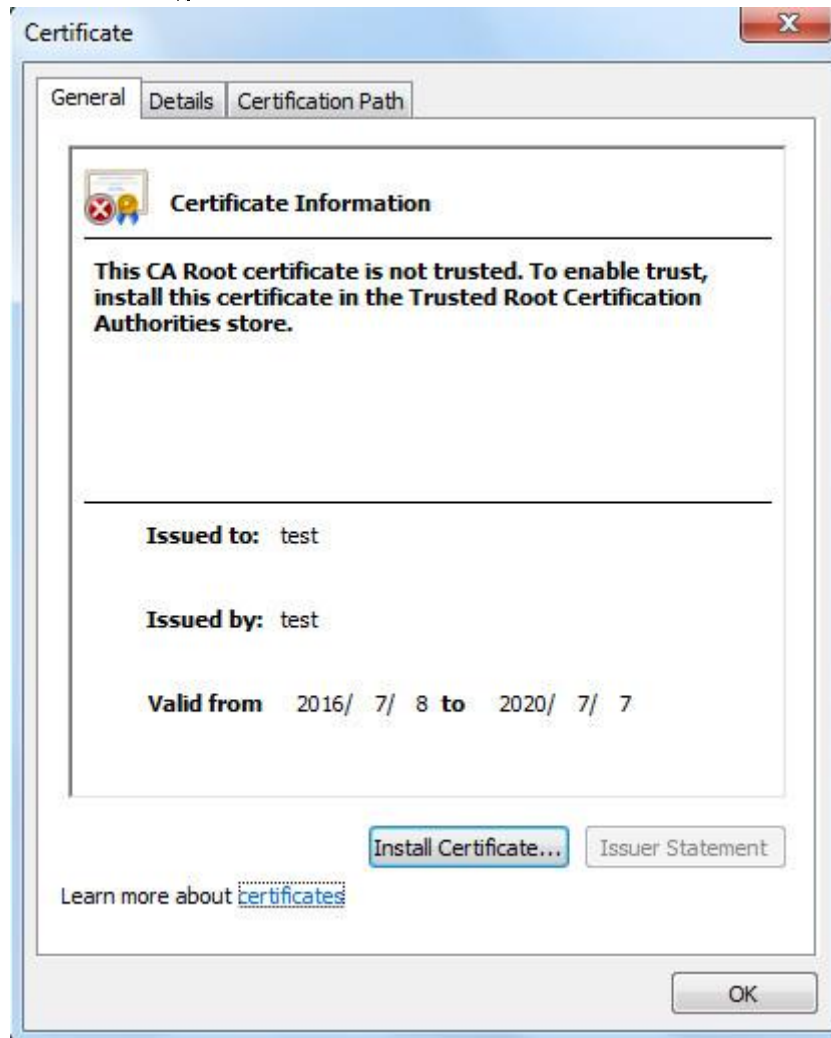 Certificate
General Details Certification Path
Certificate Information
This CA Root certificate is not trusted. To enable trust,
install this certificate in the Trusted Root Certification
Authorities store.
Issued to: test
Issued by: test
Valid from 2016/ 7/ 8 to 2020/ 7/ 7
Install Certificate... Issuer Statement
Learn more about certificates
OK